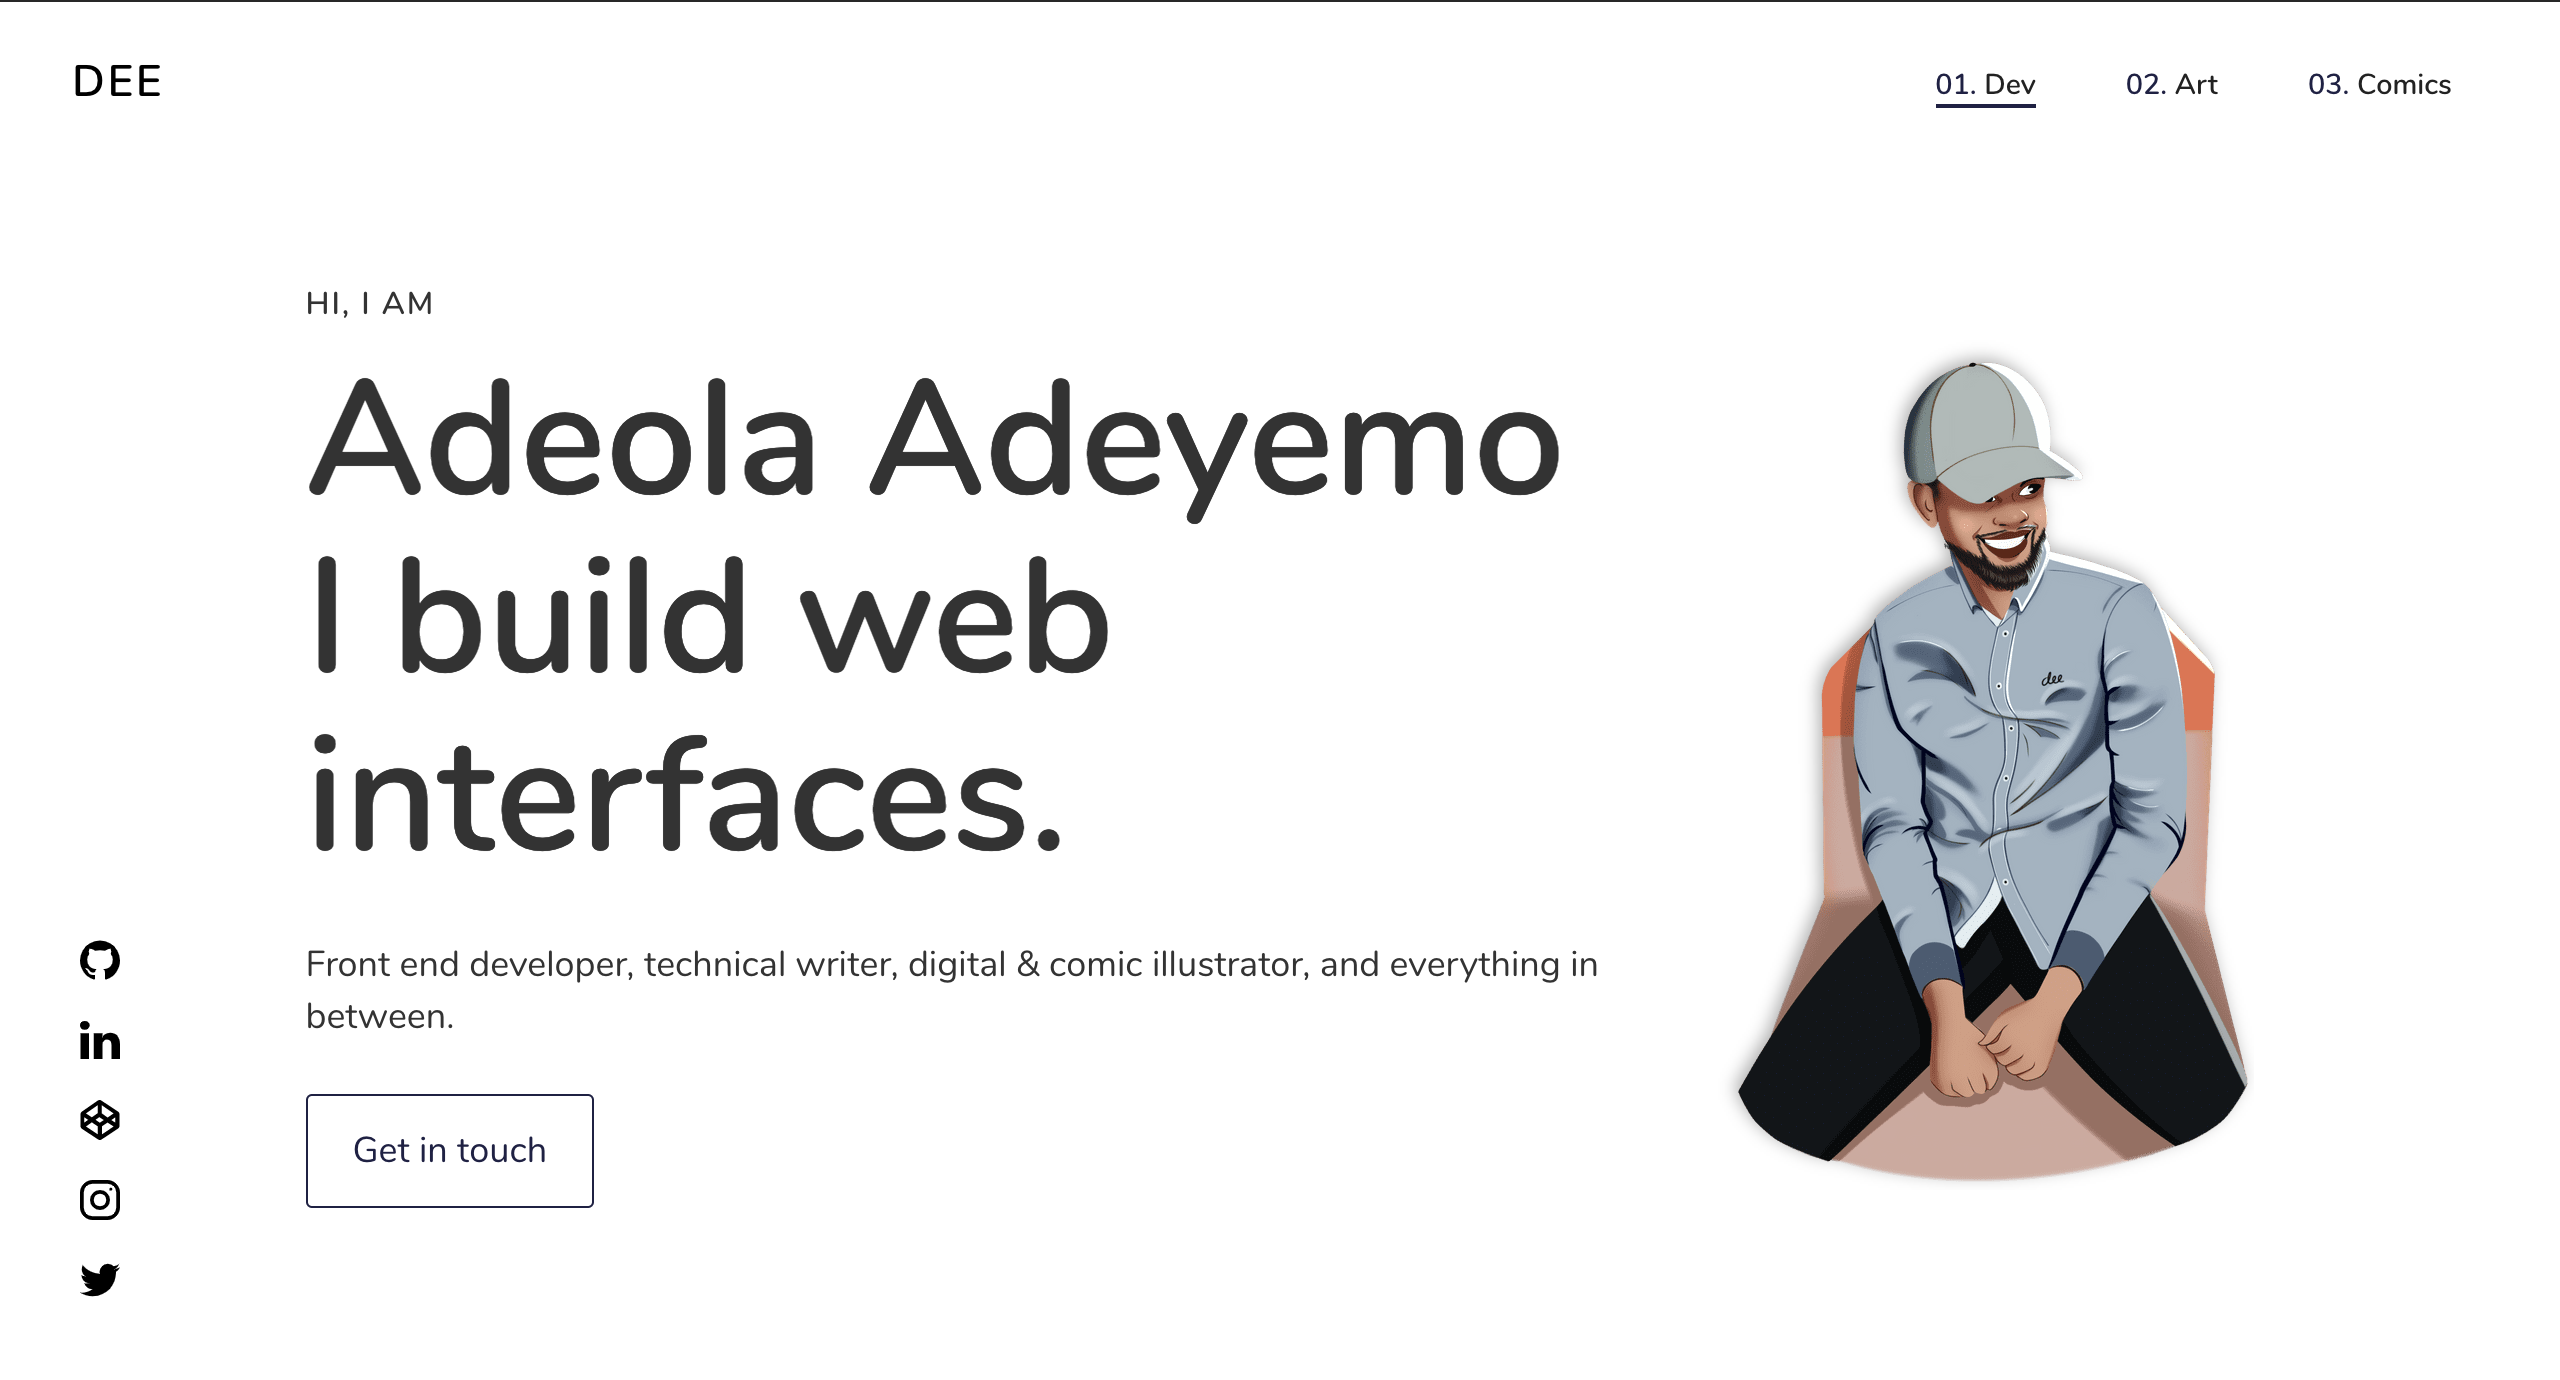 DEE
01. Dev
02. Art
03. Comics
HI, I AM
Adeola Adeyemo
I build web
interfaces.
dee
Front end developer, technical writer, digital & comic illustrator, and everything in
between.
in
Get in touch